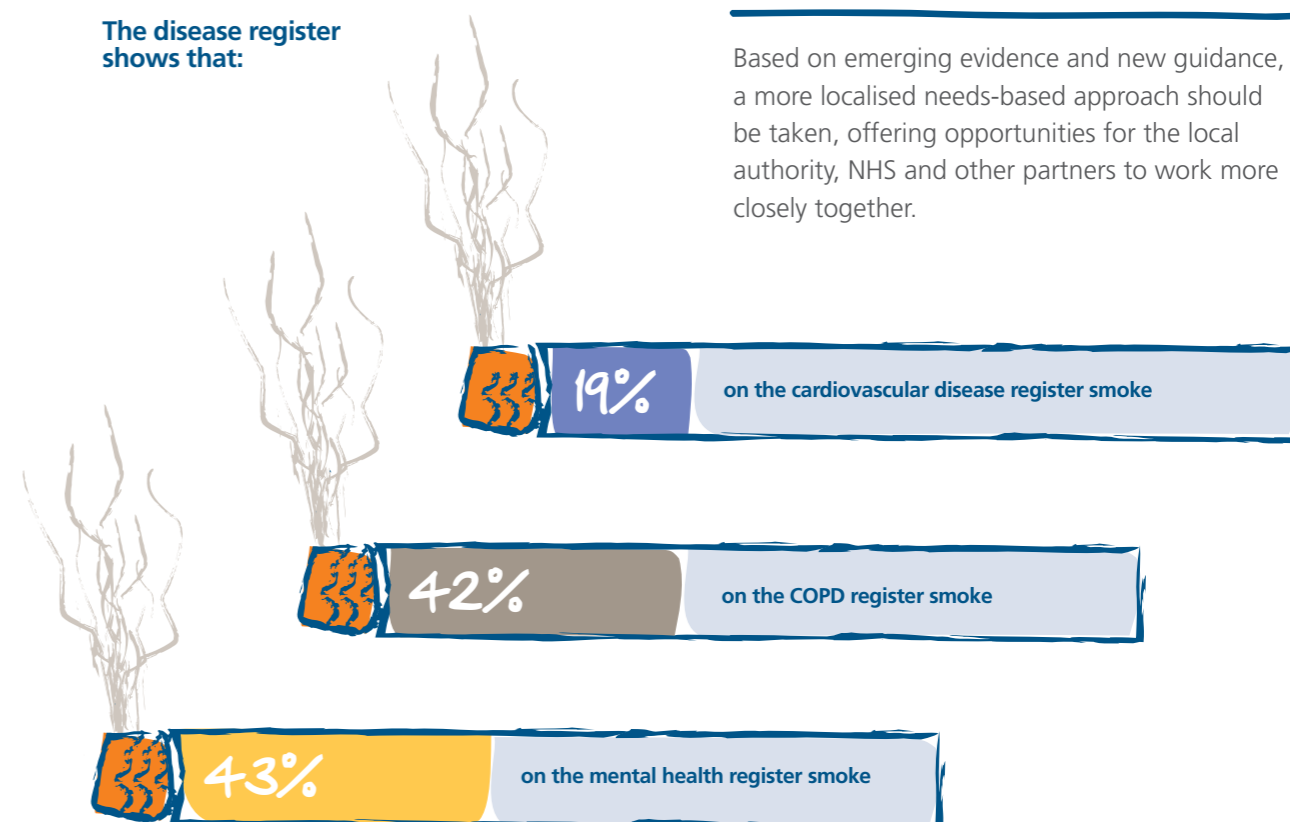 The disease register
shows that:
Based on emerging evidence and new guidance,
a more localised needs-based approach should
be taken, offering opportunities for the local
authority, NHS and other partners to work more
closely together.
19%
on the cardiovascular disease register smoke
42%
on the COPD register smoke
43%
on the mental health register smoke